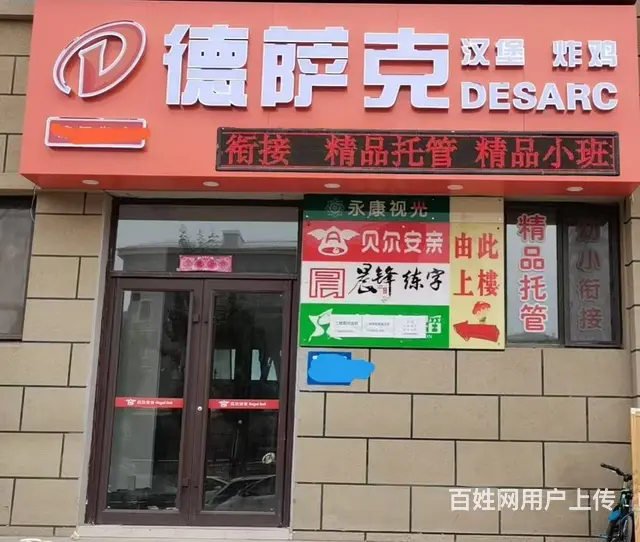 德萨克 汉堡 炸鸡
DESARC
衔接 精品托管 精品小班
永康视光
贝尔安亲
晨锋练字
由此上楼
精品托管
幼小衔接
百姓网用户上传